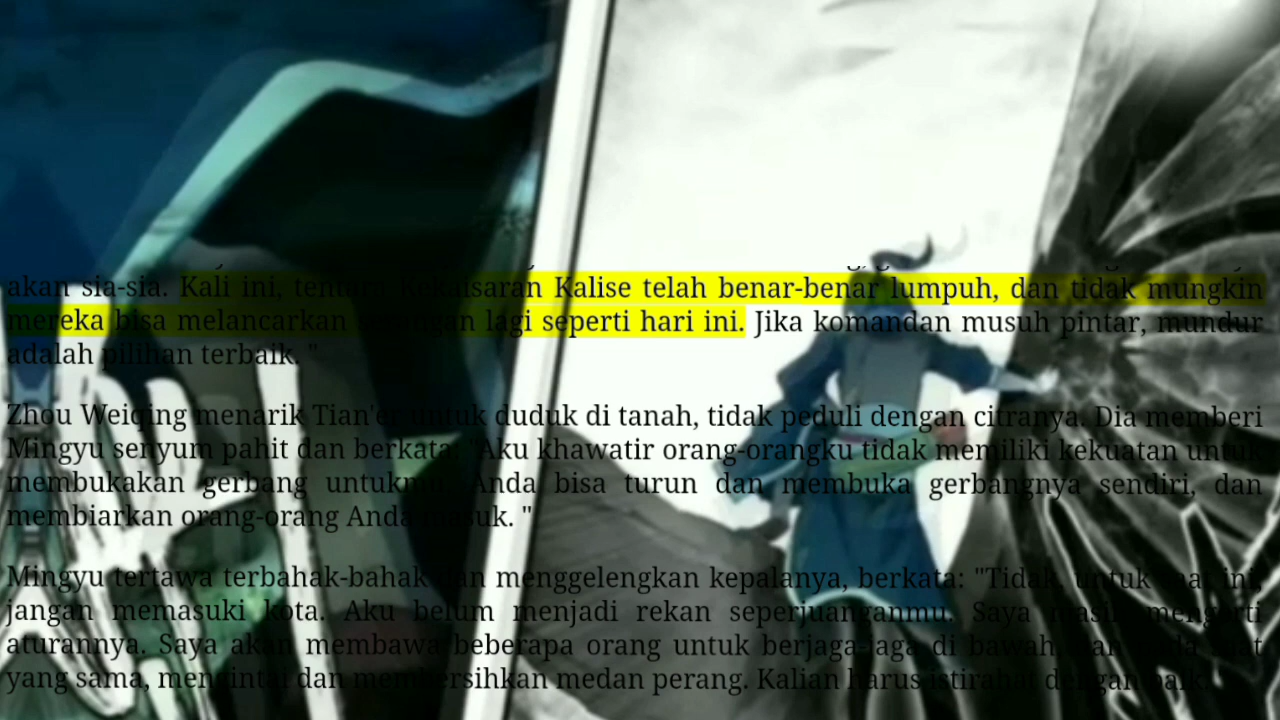 akan sia-sia. Kali ini, tentara Kekaisaran Kalise telah benar-benar lumpuh, dan tidak mungkin
mereka bisa melancarkan serangan lagi seperti hari ini. Jika komandan musuh pintar, mundur
adalah pilihan terbaik. "
Zhou Weiqing menarik Tian'er untuk duduk di tanah, tidak peduli dengan citranya. Dia memberi
Mingyu senyum pahit dan berkata: "Aku khawatir orang-orangku tidak memiliki kekuatan untuk
membukakan gerbang untukmu. Anda bisa turun dan membuka gerbangnya sendiri, dan
membiarkan orang-orang Anda masuk. "
Mingyu tertawa terbahak-bahak dan menggelengkan kepalanya, berkata: "Tidak, untuk saat ini,
jangan memasuki kota. Aku belum menjadi rekan seperjuanganmu. Saya masih mengerti
aturannya. Saya akan membawa beberapa orang untuk berjaga-jaga di bawah, dan pada saat
yang sama, mengintai dan membersihkan medan perang. Kalian harus istirahat dengan baik.